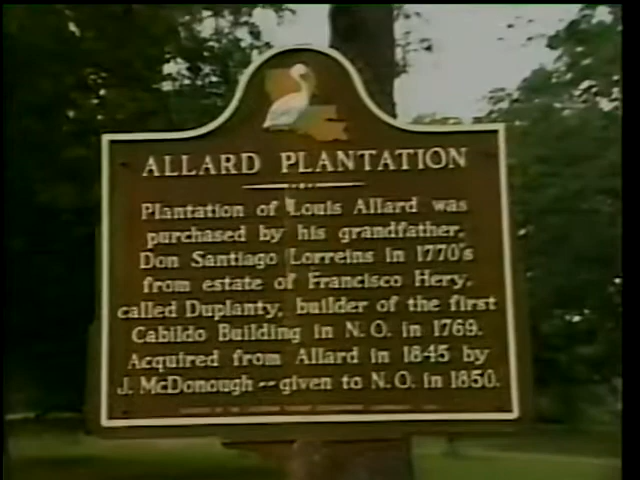 ALLARD PLANTATION
Plantation of Louis Allard was
purchased by his grandfather,
Don Santiago Lorreins in 1770's
from estate of Francisco Hery,
called Duplanty, builder of the first
Cabildo Building in N. O. in 1769.
Acquired from Allard in 1845 by
J. McDonough -- given to N. O. in 1850.